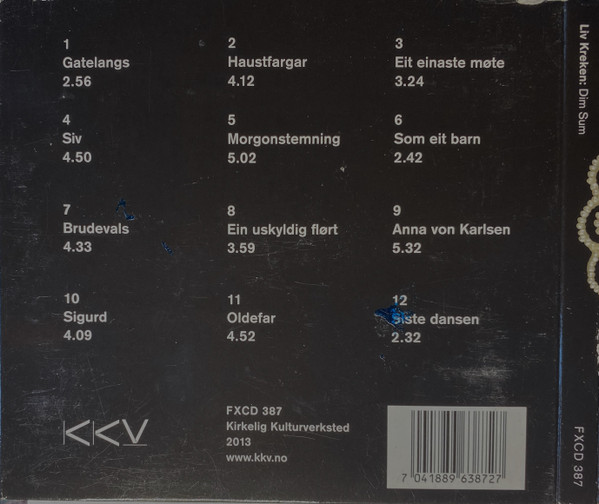 1
Gatelangs
2.56
2
Haustfargar
4.12
3
Eit einaste møte
3.24
4
Siv
4.50
5
Morgonstemning
5.02
6
Som eit barn
2.42
7
Brudevals
4.33
8
Ein uskyldig flørt
3.59
9
Anna von Karlsen
5.32
10
Sigurd
4.09
11
Oldefar
4.52
12
Siste dansen
2.32
KKV
FXCD 387
Kirkelig Kulturverksted
2013
www.kkv.no
7 041889 638727
Liv Kreken: Dim Sum
FXCD 387